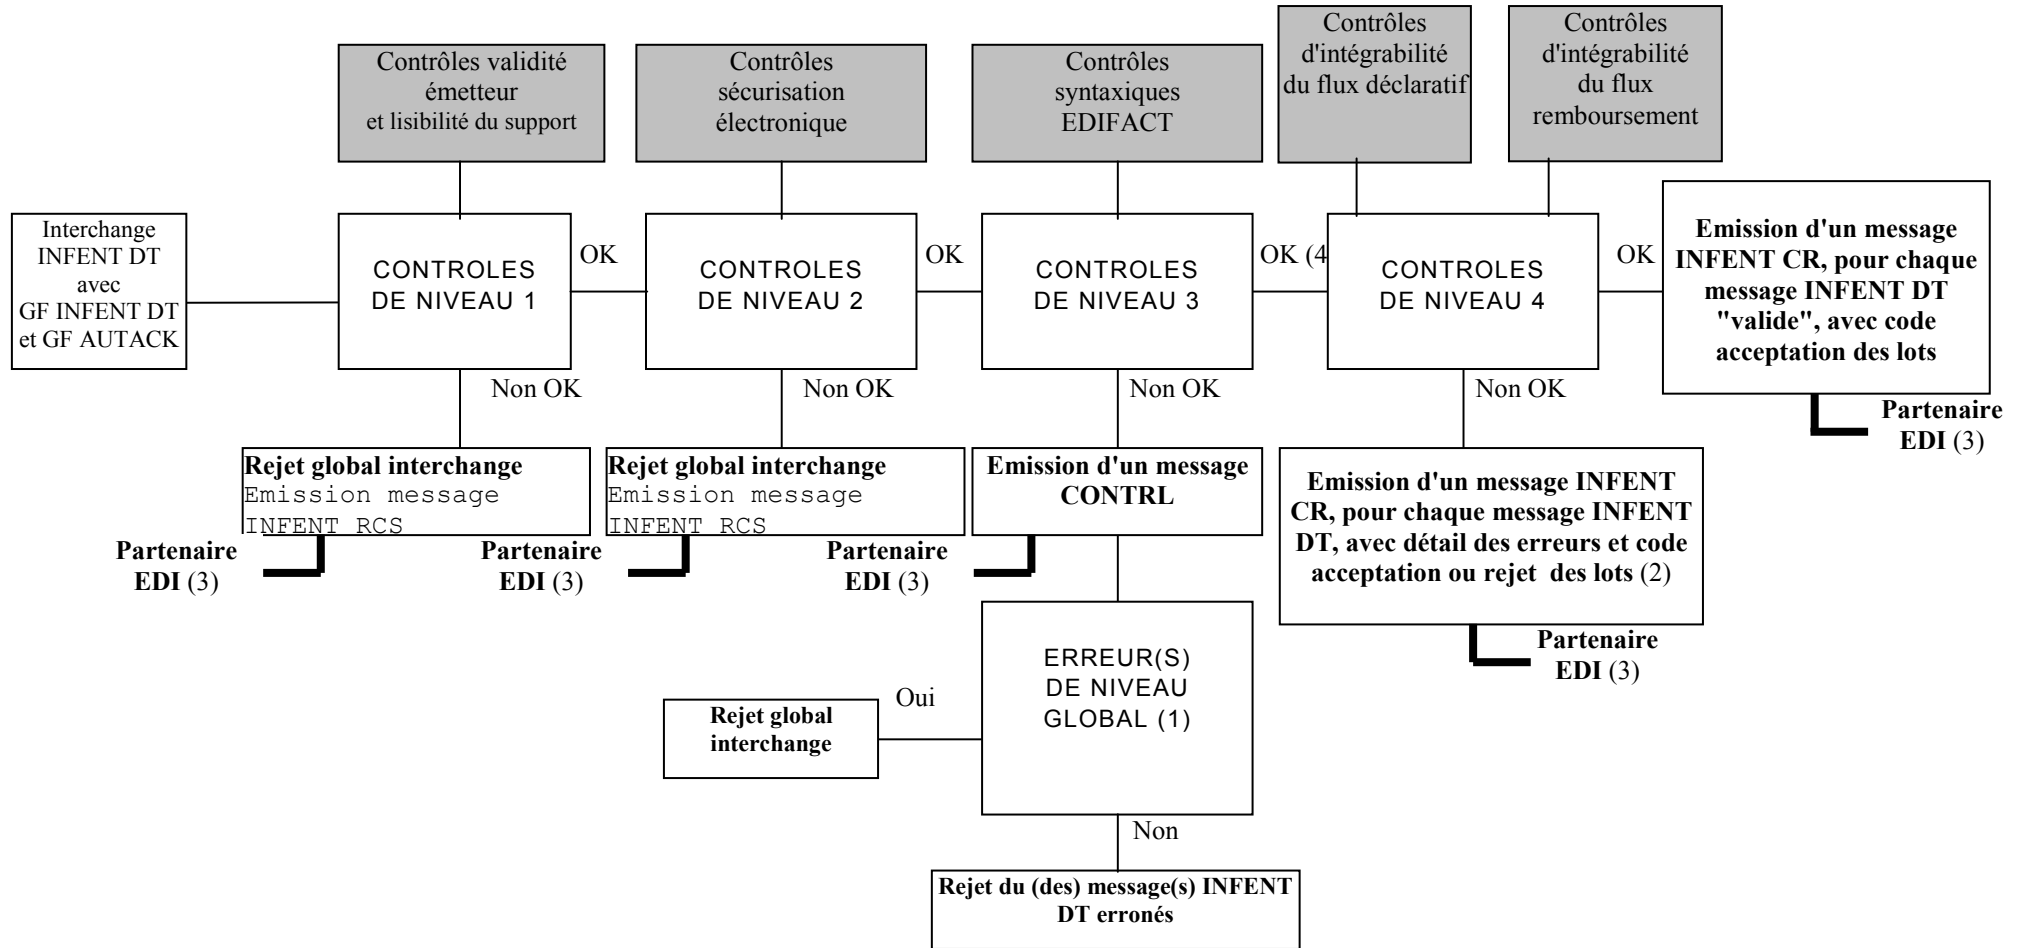 Contrôles validité
émetteur
et lisibilité du support
Contrôles
sécurisation
électronique
Contrôles
syntaxiques
EDIFACT
Contrôles
d'intégrabilité
du flux déclaratif
Contrôles
d'intégrabilité
du flux
remboursement
Interchange
INFENT DT
avec
GF INFENT DT
et GF AUTACK
CONTROLES
DE NIVEAU 1
OK
CONTROLES
DE NIVEAU 2
OK
CONTROLES
DE NIVEAU 3
OK (4
CONTROLES
DE NIVEAU 4
OK
Emission d'un message
INFENT CR, pour chaque
message INFENT DT
"valide", avec code
acceptation des lots
Partenaire
EDI (3)
Non OK
Non OK
Non OK
Non OK
Rejet global interchange
Emission message
INFENT RCS
Partenaire
EDI (3)
Rejet global interchange
Emission message
INFENT RCS
Partenaire
EDI (3)
Emission d'un message
CONTRL
Partenaire
EDI (3)
Emission d'un message INFENT
CR, pour chaque message INFENT
DT, avec détail des erreurs et code
acceptation ou rejet des lots (2)
Partenaire
EDI (3)
ERREUR(S)
DE NIVEAU
GLOBAL (1)
Oui
Rejet global
interchange
Non
Rejet du (des) message(s) INFENT
DT erronés